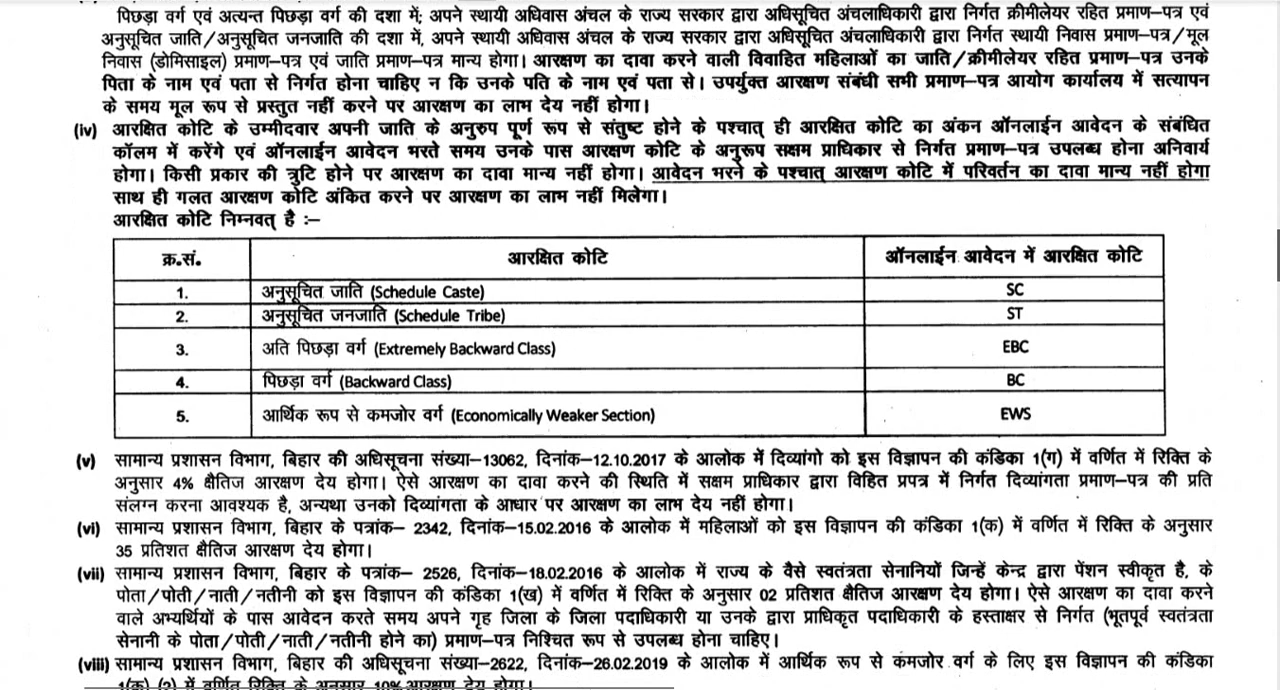 पिछड़ा वर्ग एवं अत्यन्त पिछड़ा वर्ग की दशा में; अपने स्थायी अधिवास अंचल के राज्य सरकार द्वारा अधिसूचित अंचलाधिकारी द्वारा निर्गत क्रीमीलेयर रहित प्रमाण–पत्र एवं
अनुसूचित जाति/अनुसूचित जनजाति की दशा में, अपने स्थायी अधिवास अंचल के राज्य सरकार द्वारा अधिसूचित अंचलाधिकारी द्वारा निर्गत स्थायी निवास प्रमाण–पत्र/मूल
निवास (डोमिसाइल) प्रमाण–पत्र एवं जाति प्रमाण–पत्र मान्य होगा। आरक्षण का दावा करने वाली विवाहित महिलाओं का जाति/क्रीमीलेयर रहित प्रमाण–पत्र उनके
पिता के नाम एवं पता से निर्गत होना चाहिए न कि उनके पति के नाम एवं पता से। उपर्युक्त आरक्षण संबंधी सभी प्रमाण–पत्र आयोग कार्यालय में सत्यापन
के समय मूल रूप से प्रस्तुत नहीं करने पर आरक्षण का लाभ देय नहीं होगा।
(iv) आरक्षित कोटि के उम्मीदवार अपनी जाति के अनुरुप पूर्ण रूप से संतुष्ट होने के पश्चात् ही आरक्षित कोटि का अंकन ऑनलाईन आवेदन के संबंधित
कॉलम में करेंगे एवं ऑनलाईन आवेदन भरते समय उनके पास आरक्षण कोटि के अनुरूप सक्षम प्राधिकार से निर्गत प्रमाण–पत्र उपलब्ध होना अनिवार्य
होगा। किसी प्रकार की त्रुटि होने पर आरक्षण का दावा मान्य नहीं होगा। आवेदन भरने के पश्चात् आरक्षण कोटि में परिवर्तन का दावा मान्य नहीं होगा
साथ ही गलत आरक्षण कोटि अंकित करने पर आरक्षण का लाभ नहीं मिलेगा।
आरक्षित कोटि निम्नवत् है :–
क्र.सं. आरक्षित कोटि ऑनलाईन आवेदन में आरक्षित कोटि
1. अनुसूचित जाति (Schedule Caste) SC
2. अनुसूचित जनजाति (Schedule Tribe) ST
3. अति पिछड़ा वर्ग (Extremely Backward Class) EBC
4. पिछड़ा वर्ग (Backward Class) BC
5. आर्थिक रूप से कमजोर वर्ग (Economically Weaker Section) EWS
(v) सामान्य प्रशासन विभाग, बिहार की अधिसूचना संख्या–13062, दिनांक–12.10.2017 के आलोक में दिव्यांगो को इस विज्ञापन की कंडिका 1(ग) में वर्णित में रिक्ति के
अनुसार 4% क्षैतिज आरक्षण देय होगा। ऐसे आरक्षण का दावा करने की स्थिति में सक्षम प्राधिकार द्वारा विहित प्रपत्र में निर्गत दिव्यांगता प्रमाण–पत्र की प्रति
संलग्न करना आवश्यक है, अन्यथा उनको दिव्यांगता के आधार पर आरक्षण का लाभ देय नहीं होगा।
(vi) सामान्य प्रशासन विभाग, बिहार के पत्रांक– 2342, दिनांक–15.02.2016 के आलोक में महिलाओं को इस विज्ञापन की कंडिका 1(क) में वर्णित में रिक्ति के अनुसार
35 प्रतिशत क्षैतिज आरक्षण देय होगा।
(vii) सामान्य प्रशासन विभाग, बिहार के पत्रांक– 2526, दिनांक–18.02.2016 के आलोक में राज्य के वैसे स्वतंत्रता सेनानियों जिन्हें केन्द्र द्वारा पेंशन स्वीकृत है, के
पोता/पोती/नाती/नतीनी को इस विज्ञापन की कंडिका 1(ख) में वर्णित में रिक्ति के अनुसार 02 प्रतिशत क्षैतिज आरक्षण देय होगा। ऐसे आरक्षण का दावा करने
वाले अभ्यर्थियों के पास आवेदन करते समय अपने गृह जिला के जिला पदाधिकारी या उनके द्वारा प्राधिकृत पदाधिकारी के हस्ताक्षर से निर्गत (भूतपूर्व स्वतंत्रता
सेनानी के पोता/पोती/नाती/नतीनी होने का) प्रमाण–पत्र निश्चित रूप से उपलब्ध होना चाहिए।
(viii) सामान्य प्रशासन विभाग, बिहार की अधिसूचना संख्या–2622, दिनांक–26.02.2019 के आलोक में आर्थिक रूप से कमजोर वर्ग के लिए इस विज्ञापन की कंडिका
1(क) (2) में वर्णित रिक्ति के अनुसार 10% आरक्षण देय होगा।